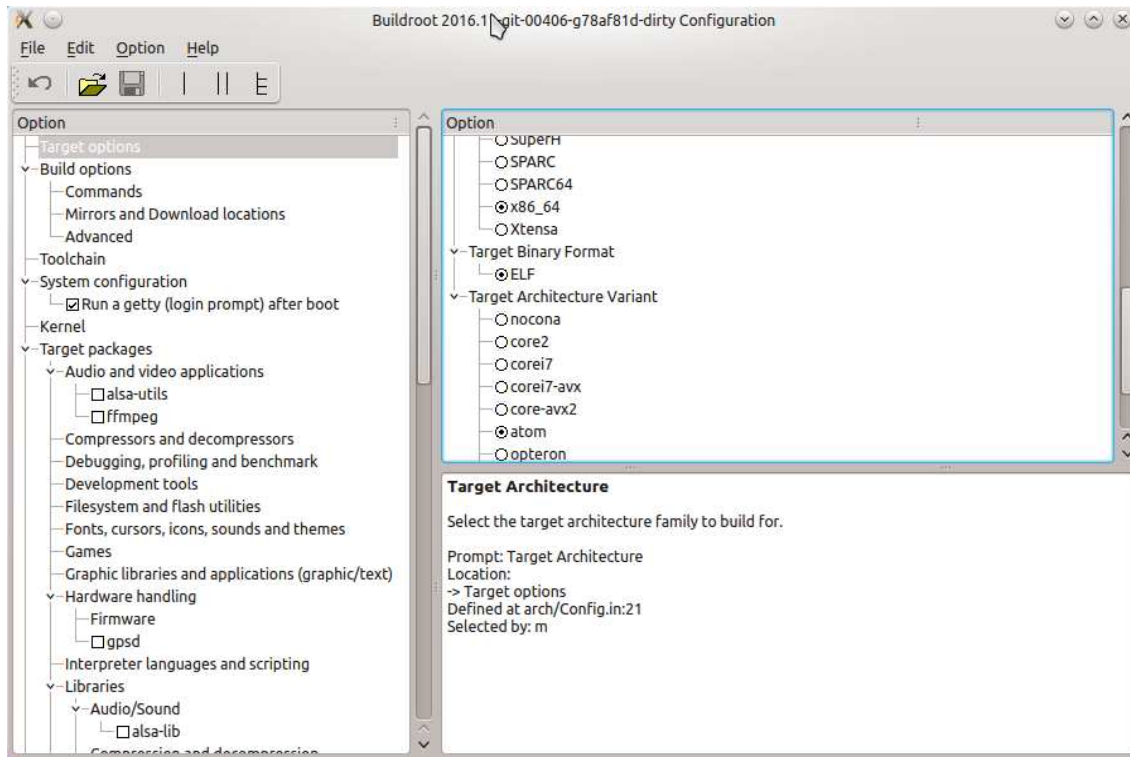 Buildroot 2016.1 git-00406-g78af81d-dirty Configuration
File Edit Option Help
Option
Target options
Build options
Commands
Mirrors and Download locations
Advanced
Toolchain
System configuration
Run a getty (login prompt) after boot
Kernel
Target packages
Audio and video applications
alsa-utils
ffmpeg
Compressors and decompressors
Debugging, profiling and benchmark
Development tools
Filesystem and flash utilities
Fonts, cursors, icons, sounds and themes
Games
Graphic libraries and applications (graphic/text)
Hardware handling
Firmware
gpsd
Interpreter languages and scripting
Libraries
Audio/Sound
alsa-lib
Compression and decompression
Option
SuperH
SPARC
SPARC64
x86_64
Xtensa
Target Binary Format
ELF
Target Architecture Variant
nocona
core2
corei7
corei7-avx
core-avx2
atom
opteron
Target Architecture
Select the target architecture family to build for.
Prompt: Target Architecture
Location:
-> Target options
Defined at arch/Config.in:21
Selected by: m